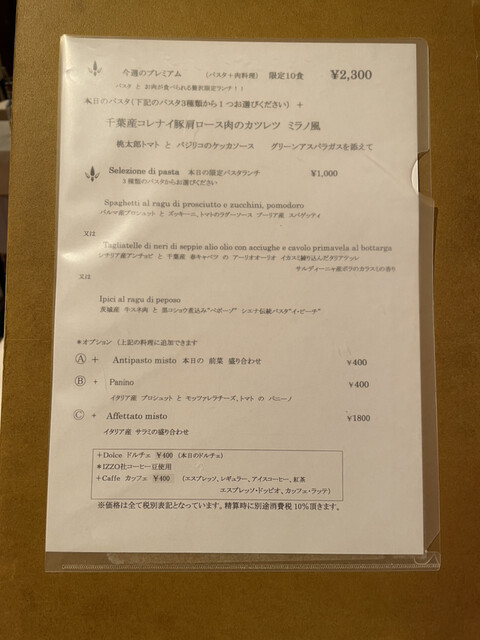 今週のプレミアム （パスタ＋肉料理） 限定10食 ¥2,300
パスタ と お肉が食べられる贅沢限定ランチ！！
本日のパスタ(下記のパスタ3種類から1つお選びください) ＋
千葉産コレナイ豚肩ロース肉のカツレツ ミラノ風
桃太郎トマト と バジリコのケッカソース グリーンアスパラガスを添えて
Selezione di pasta 本日の限定パスタランチ ¥1,000
3種類のパスタからお選びください
Spaghetti al ragu di prosciutto e zucchini, pomodoro
パルマ産プロシュット と ズッキーニ、トマトのラグーソース プーリア産 スパゲッティ
又は
Tagliatelle di neri di seppie alio olio con acciughe e cavolo primavela al bottarga
シチリア産アンチョビ と 千葉産 春キャベツ の アーリオオーリオ イカスミ練り込んだタリアテッレ
サルディーニャ産ボラのカラスミの香り
又は
Ipici al ragu di peposo
茨城産 牛スネ肉 と 黒コショウ煮込み"ペポーゾ" シエナ伝統パスタ"イ・ピーチ"
＊オプション （上記の料理に追加できます
Ⓐ ＋ Antipasto misto 本日の 前菜 盛り合わせ ¥400
Ⓑ ＋ Panino ¥400
イタリア産 プロシュット と モッツァレラチーズ、トマト の パニーノ
Ⓒ ＋ Affettato misto ¥1800
イタリア産 サラミの盛り合わせ
＋Dolce ドルチェ ¥400 (本日のドルチェ)
＊IZZO社コーヒー豆使用
＋Caffe カッフェ ¥400 (エスプレッソ、レギュラー、アイスコーヒー、紅茶
エスプレッソ・ドッピオ、カッフェ・ラッテ)
※価格は全て税別表記となっています。精算時に別途消費税10%頂きます。